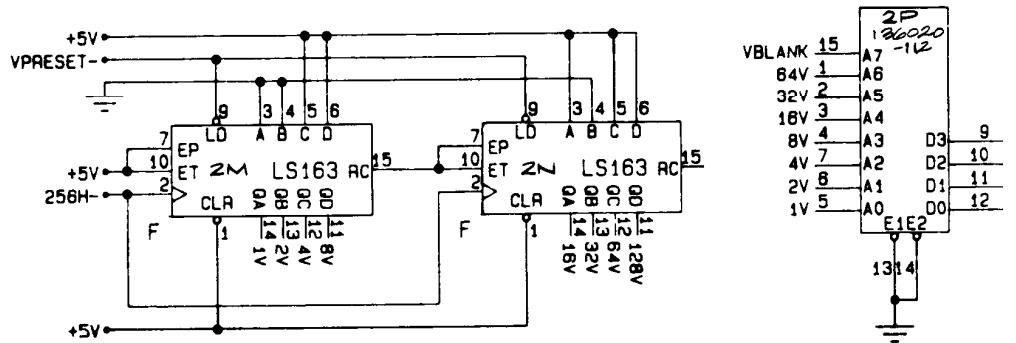 +5V
VPRESET-
3 4 5 6
9
LD A B C D
7 EP
10 ET 2M LS163 RC 15
2
CLR QA QB QC QD
F
1
14 13 12 11
1V 2V 4V 8V
+5V
256H-
+5V
3 4 5 6
9
LD A B C D
7 EP
10 ET 2N LS163 RC 15
2
CLR QA QB QC QD
F
1
14 13 12 11
16V 32V 64V 128V
2P
136020
-112
VBLANK 15 A7
64V 1 A6
32V 2 A5
16V 3 A4
8V 4 A3 D3 9
4V 7 A2 D2 10
2V 6 A1 D1 11
1V 5 A0 D0 12
E1 E2
13 14